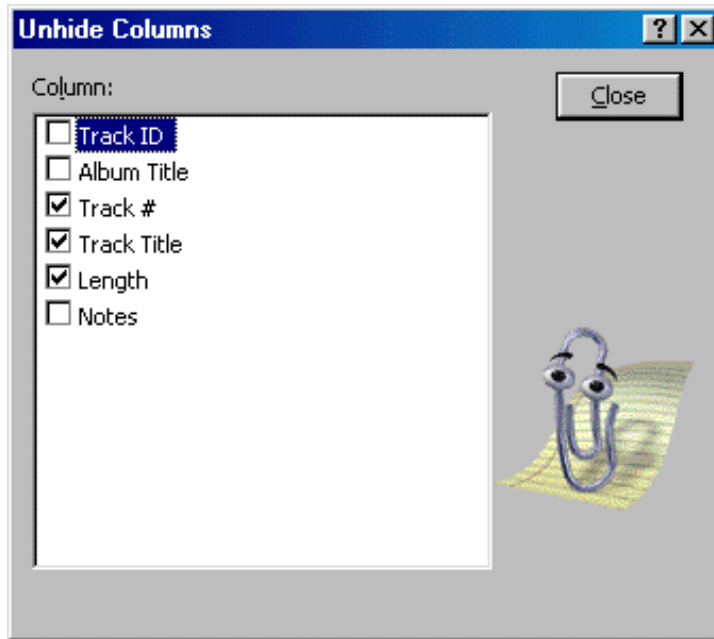 Unhide Columns
Column:
Close
Track ID
Album Title
Track #
Track Title
Length
Notes